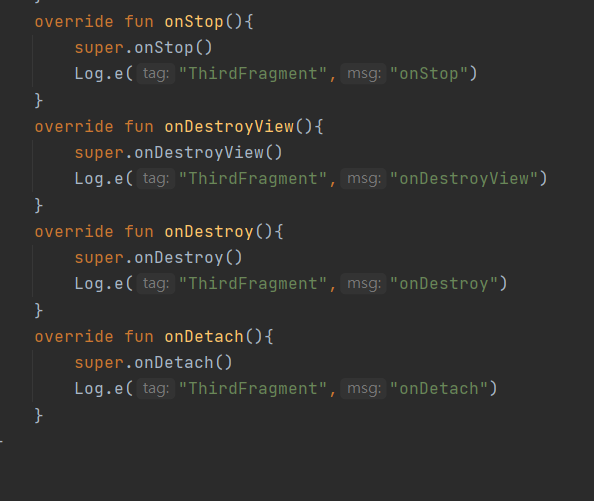 override fun onStop(){
super.onStop()
Log.e( tag: "ThirdFragment", msg: "onStop")
}
override fun onDestroyView(){
super.onDestroyView()
Log.e( tag: "ThirdFragment", msg: "onDestroyView")
}
override fun onDestroy(){
super.onDestroy()
Log.e( tag: "ThirdFragment", msg: "onDestroy")
}
override fun onDetach(){
super.onDetach()
Log.e( tag: "ThirdFragment", msg: "onDetach")
}